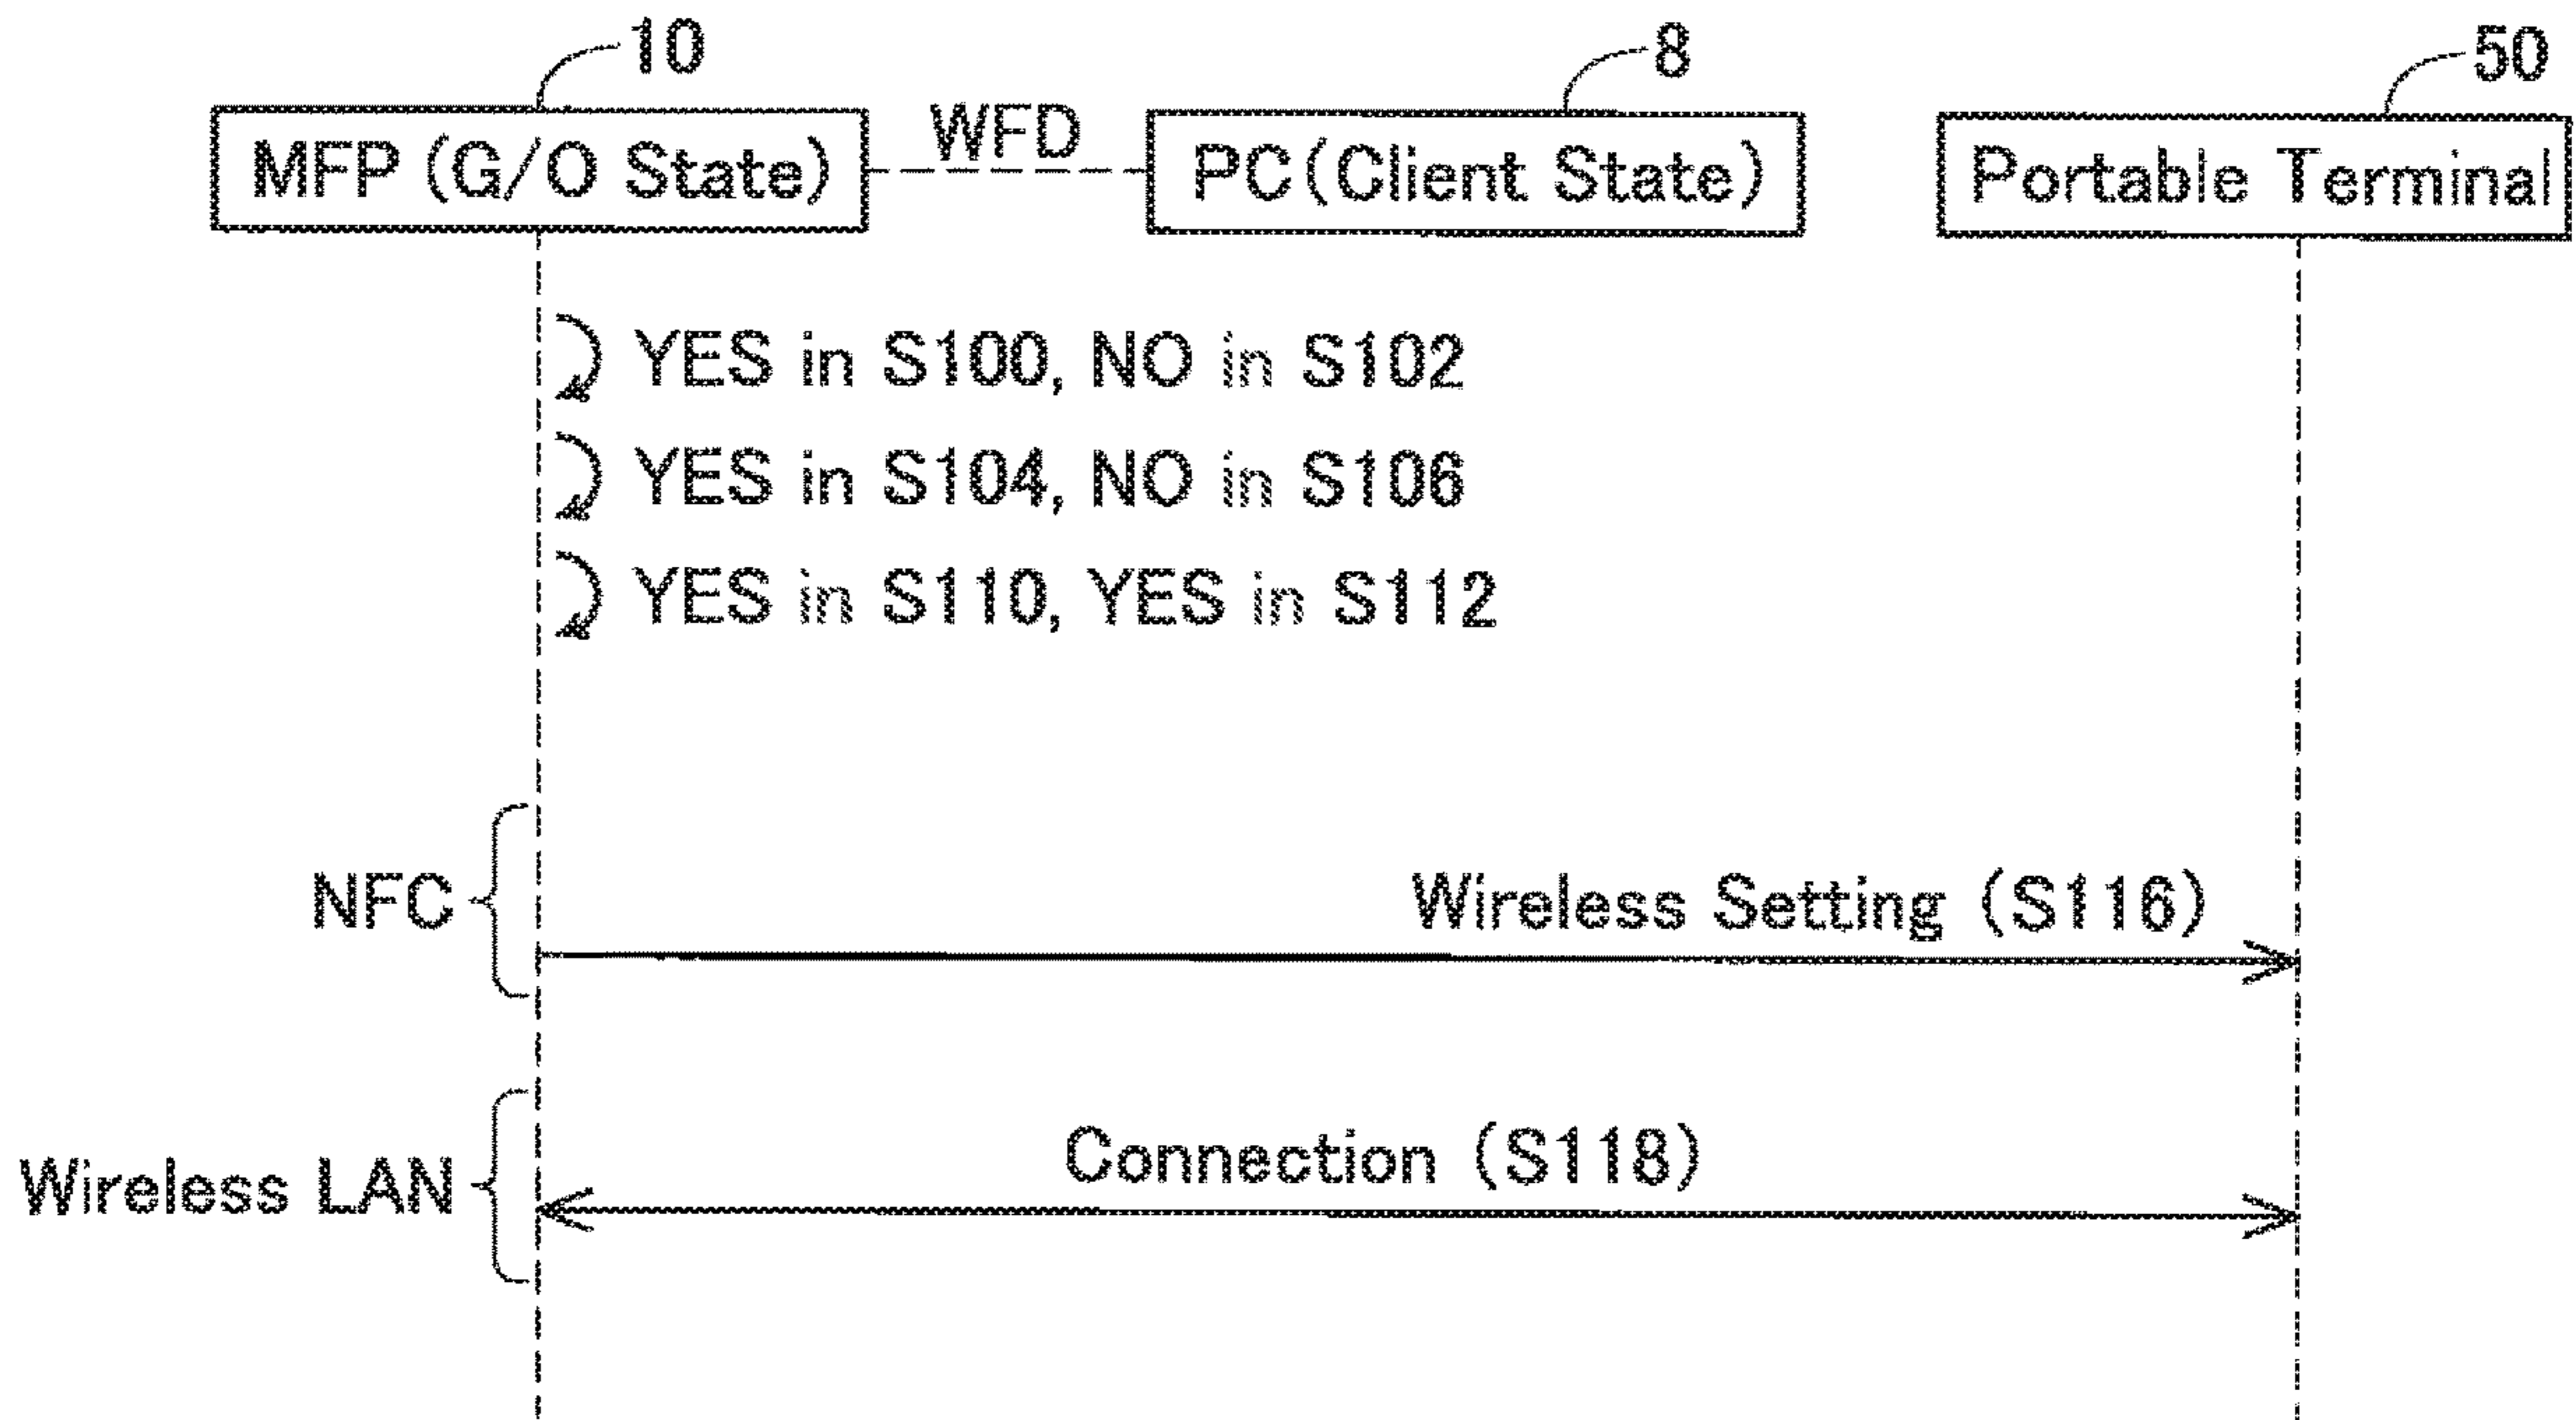 10 8 50
MFP (G/O State) WFD PC(Client State) Portable Terminal
YES in S100, NO in S102
YES in S104, NO in S106
YES in S110, YES in S112
NFC Wireless Setting (S116)
Wireless LAN Connection (S118)